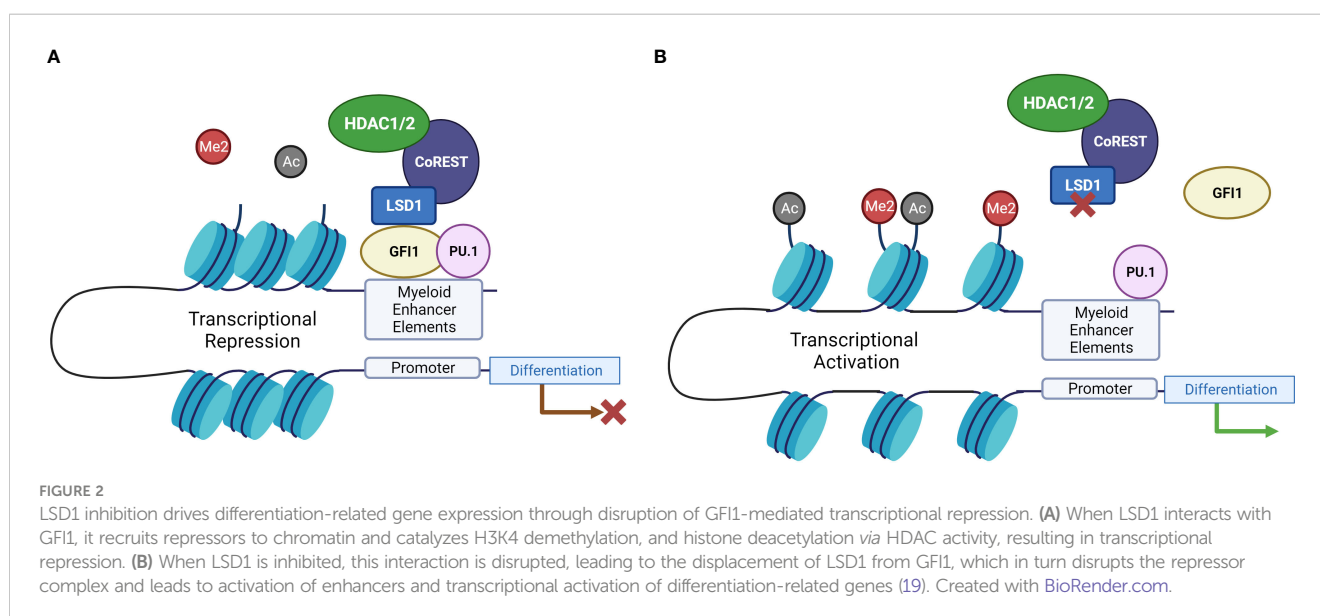 A
HDAC1/2
Me2
Ac
CoREST
LSD1
GFI1
PU.1
Myeloid
Enhancer
Elements
Transcriptional
Repression
Promoter
Differentiation
B
HDAC1/2
CoREST
LSD1
GFI1
Ac
Me2
Ac
Me2
PU.1
Myeloid
Enhancer
Elements
Transcriptional
Activation
Promoter
Differentiation
FIGURE 2
LSD1 inhibition drives differentiation-related gene expression through disruption of GFI1-mediated transcriptional repression. (A) When LSD1 interacts with
GFI1, it recruits repressors to chromatin and catalyzes H3K4 demethylation, and histone deacetylation via HDAC activity, resulting in transcriptional
repression. (B) When LSD1 is inhibited, this interaction is disrupted, leading to the displacement of LSD1 from GFI1, which in turn disrupts the repressor
complex and leads to activation of enhancers and transcriptional activation of differentiation-related genes (19). Created with BioRender.com.